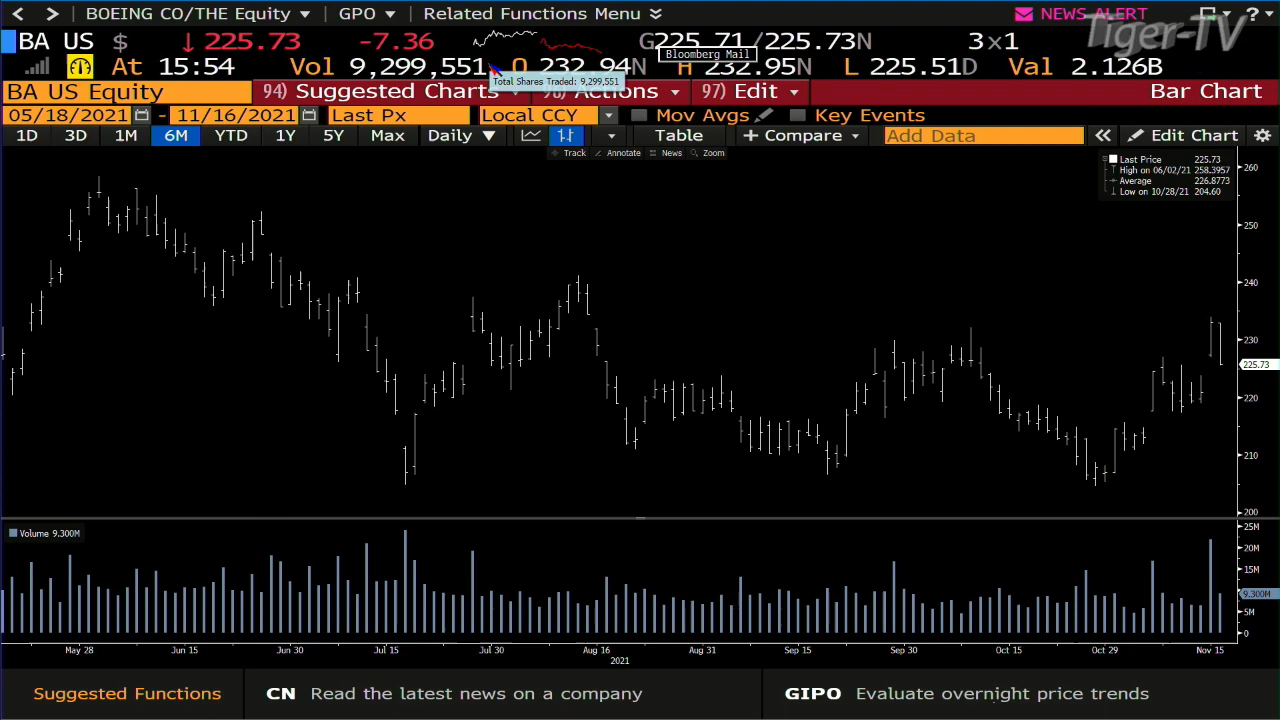 < > BOEING CO/THE Equity GPO Related Functions Menu NEWS ALERT ?
Tiger-TV
BA US $ ↓ 225.73 -7.36 G225.71/225.73N 3×1
Bloomberg Mail
At 15:54 Vol 9,299,551 O 232.94N H 232.95N L 225.51D Val 2.126B
Total Shares Traded: 9,299,551
BA US Equity 94) Suggested Charts 96) Actions 97) Edit Bar Chart
05/18/2021 - 11/16/2021 Last Px Local CCY Mov Avgs Key Events
1D 3D 1M 6M YTD 1Y 5Y Max Daily ▼ Table + Compare Add Data « Edit Chart
Track Annotate News Zoom
Last Price 225.73
High on 06/02/21 258.3957
Average 226.8773
Low on 10/28/21 204.60
260
250
240
230
225.73
220
210
200
Volume 9.300M
25M
20M
15M
9.300M
5M
0
May 28 Jun 15 Jun 30 Jul 15 Jul 30 Aug 16 Aug 31 Sep 15 Sep 30 Oct 15 Oct 29 Nov 15
2021
Suggested Functions CN Read the latest news on a company GIPO Evaluate overnight price trends